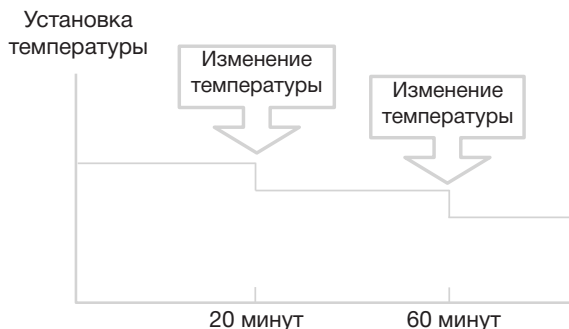 Установка
температуры
Изменение
температуры
Изменение
температуры
20 минут
60 минут